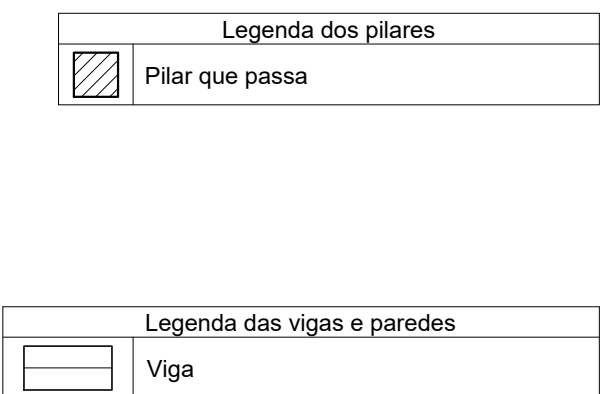 Legenda dos pilares
Pilar que passa
Legenda das vigas e paredes
Viga